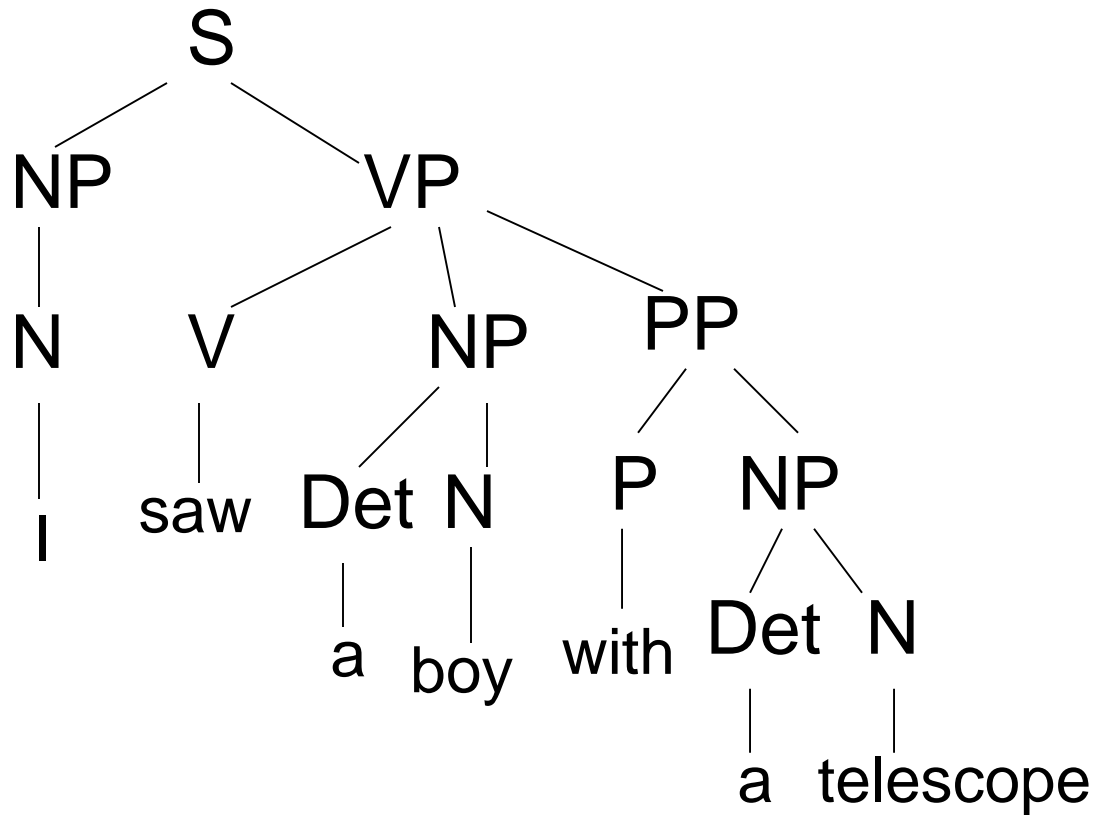 S
NP VP
N V NP PP
I saw Det N P NP
a boy with Det N
a telescope